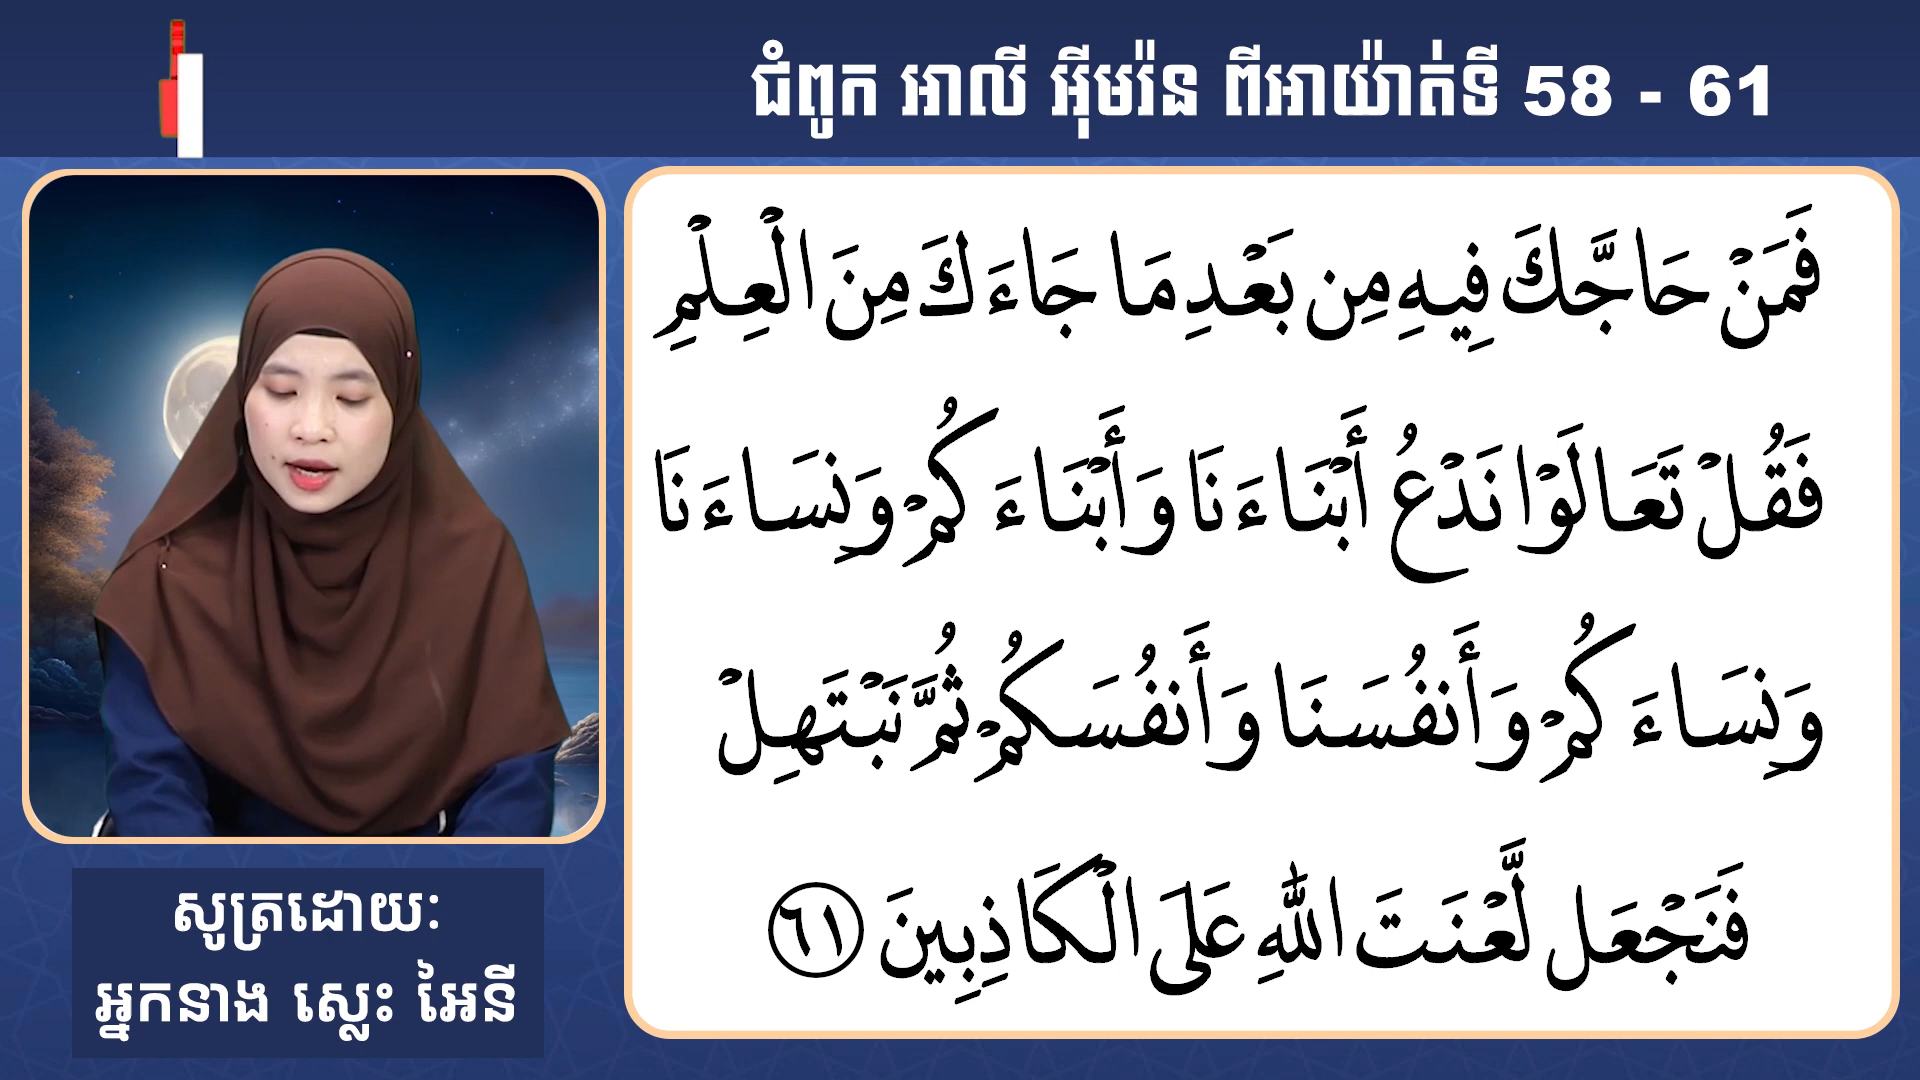 ជំពូក អាលី អ៊ីមរ៉ន ពីអាយ៉ាត់ទី 58 - 61
فَمَنْ حَاجَّكَ فِيهِ مِن بَعْدِ مَا جَاءَكَ مِنَ الْعِلْمِ
فَقُلْ تَعَالَوْا نَدْعُ أَبْنَاءَنَا وَأَبْنَاءَكُمْ وَنِسَاءَنَا
وَنِسَاءَكُمْ وَأَنفُسَنَا وَأَنفُسَكُمْ ثُمَّ نَبْتَهِلْ
فَنَجْعَل لَّعْنَتَ اللَّهِ عَلَى الْكَاذِبِينَ ٦١
សូត្រដោយ:
អ្នកនាង ស្លេះ អៃនី